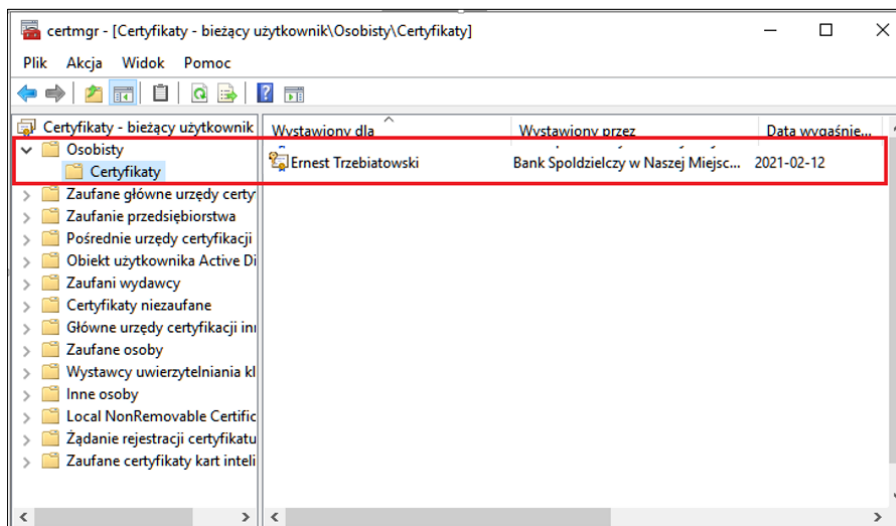 certmgr - [Certyfikaty - bieżący użytkownik\Osobisty\Certyfikaty]
Plik Akcja Widok Pomoc
Certyfikaty - bieżący użytkownik
Osobisty
Certyfikaty
Zaufane główne urzędy certy
Zaufanie przedsiębiorstwa
Pośrednie urzędy certyfikacji
Obiekt użytkownika Active Di
Zaufani wydawcy
Certyfikaty niezaufane
Główne urzędy certyfikacji inn
Zaufane osoby
Wystawcy uwierzytelniania kl
Inne osoby
Local NonRemovable Certific
Żądanie rejestracji certyfikatu
Zaufane certyfikaty kart inteli
Wystawiony dla Wystawiony przez Data wygaśnie...
Ernest Trzebiatowski Bank Spoldzielczy w Naszej Miejsc... 2021-02-12